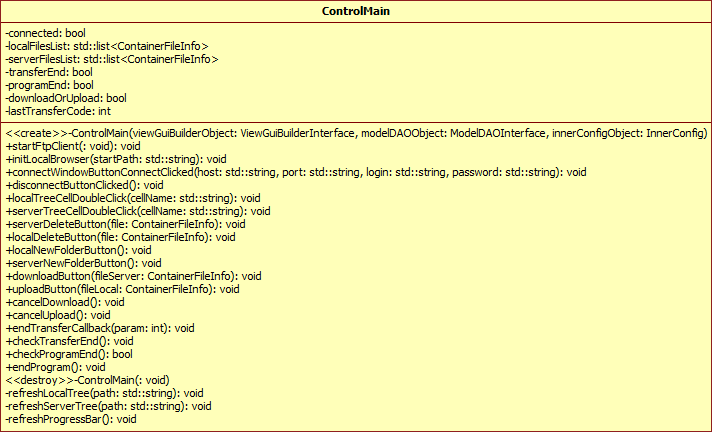 ControlMain
-connected: bool
-localFilesList: std::list<ContainerFileInfo>
-serverFilesList: std::list<ContainerFileInfo>
-transferEnd: bool
-programEnd: bool
-downloadOrUpload: bool
-lastTransferCode: int
<<create>>-ControlMain(viewGuiBuilderObject: ViewGuiBuilderInterface, modelDAOObject: ModelDAOInterface, innerConfigObject: InnerConfig)
+startFtpClient(: void): void
+initLocalBrowser(startPath: std::string): void
+connectWindowButtonConnectClicked(host: std::string, port: std::string, login: std::string, password: std::string): void
+disconnectButtonClicked(): void
+localTreeCellDoubleClick(cellName: std::string): void
+serverTreeCellDoubleClick(cellName: std::string): void
+serverDeleteButton(file: ContainerFileInfo): void
+localDeleteButton(file: ContainerFileInfo): void
+localNewFolderButton(): void
+serverNewFolderButton(): void
+downloadButton(fileServer: ContainerFileInfo): void
+uploadButton(fileLocal: ContainerFileInfo): void
+cancelDownload(): void
+cancelUpload(): void
+endTransferCallback(param: int): void
+checkTransferEnd(): void
+checkProgramEnd(): bool
+endProgram(): void
<<destroy>>-ControlMain(: void)
-refreshLocalTree(path: std::string): void
-refreshServerTree(path: std::string): void
-refreshProgressBar(): void